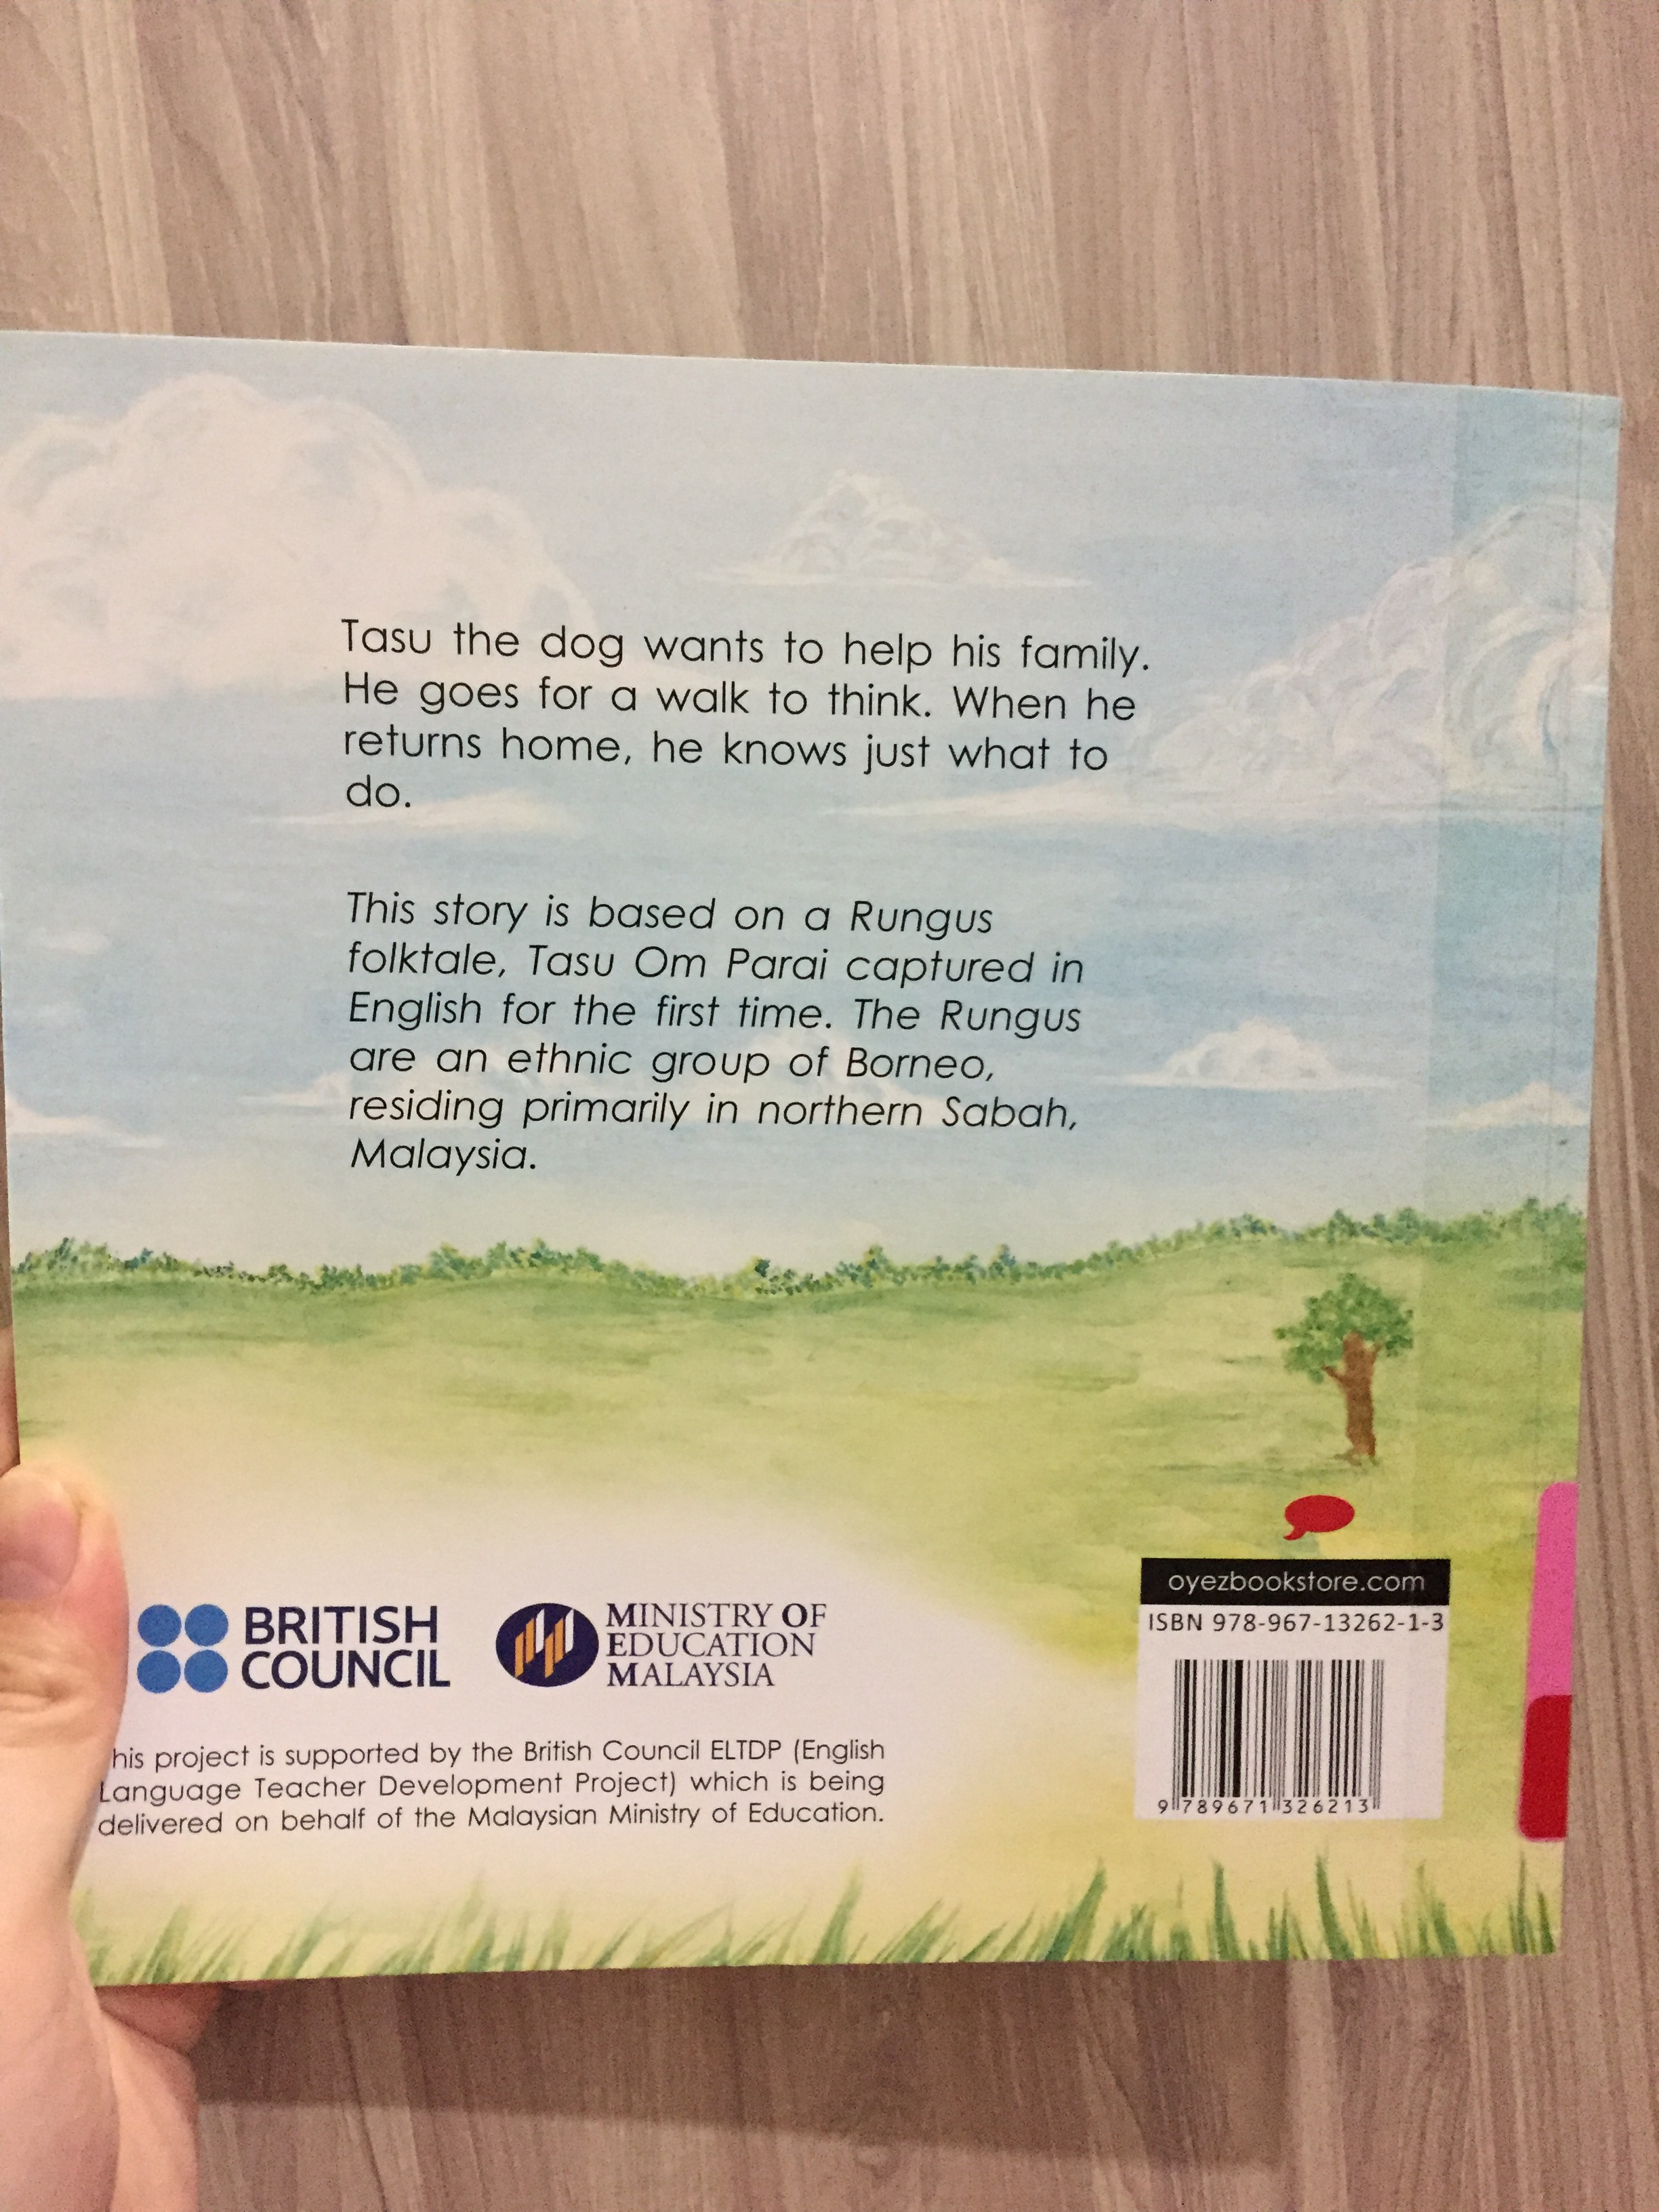 Tasu the dog wants to help his family.
He goes for a walk to think. When he
returns home, he knows just what to
do.
This story is based on a Rungus
folktale, Tasu Om Parai captured in
English for the first time. The Rungus
are an ethnic group of Borneo,
residing primarily in northern Sabah,
Malaysia.
BRITISH
COUNCIL
MINISTRY OF
EDUCATION
MALAYSIA
his project is supported by the British Council ELTDP (English
Language Teacher Development Project) which is being
delivered on behalf of the Malaysian Ministry of Education.
oyezbookstore.com
ISBN 978-967-13262-1-3
9 789671 326213